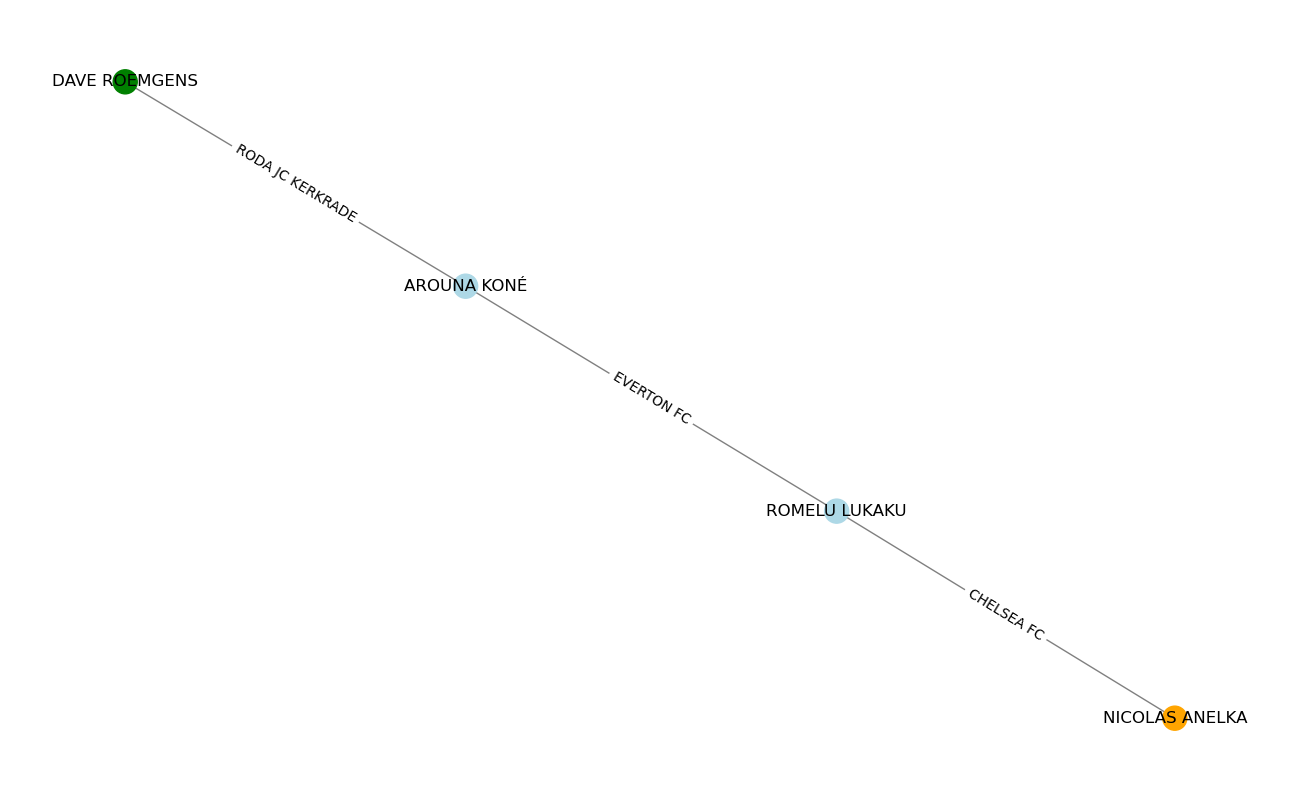 DAVE ROEMGENS
RODA JC KERKRADE
AROUNA KONÉ
EVERTON FC
ROMELU LUKAKU
CHELSEA FC
NICOLAS ANELKA